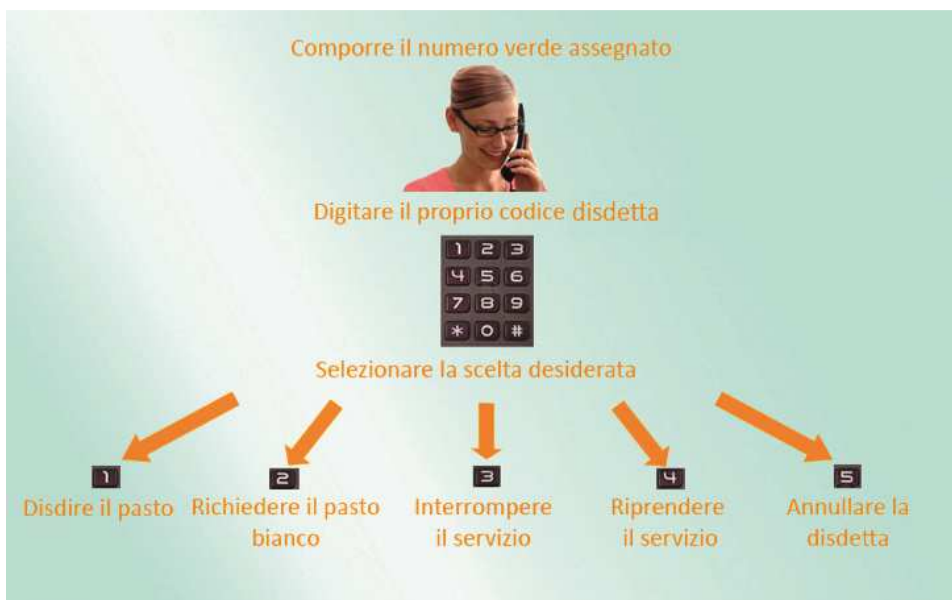 Comporre il numero verde assegnato
Digitare il proprio codice disdetta
1 2 3
4 5 6
7 8 9
* 0 #
Selezionare la scelta desiderata
1
Disdire il pasto
2
Richiedere il pasto
bianco
3
Interrompere
il servizio
4
Riprendere
il servizio
5
Annullare la
disdetta